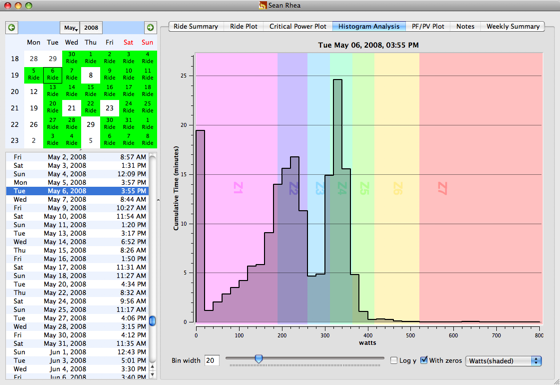 Sean Rhea
May 2008
Mon Tue Wed Thu Fri Sat Sun
18 28 29 30 Ride 1 Ride 2 Ride 3 Ride 4 Ride
19 5 Ride 6 Ride 7 Ride 8 9 Ride 10 Ride 11 Ride
20 12 13 Ride 14 Ride 15 Ride 16 Ride 17 Ride 18 Ride
21 19 20 Ride 21 22 Ride 23 24 Ride 25 Ride
22 26 27 Ride 28 Ride 29 30 Ride 31 Ride 1 Ride
23 2 3 Ride 4 Ride 5 6 Ride 7 Ride 8 Ride
Fri May 2, 2008 8:57 AM
Sat May 3, 2008 1:31 PM
Sun May 4, 2008 12:09 PM
Mon May 5, 2008 3:57 PM
Tue May 6, 2008 3:55 PM
Wed May 7, 2008 8:44 AM
Fri May 9, 2008 4:29 PM
Sat May 10, 2008 11:54 AM
Sun May 11, 2008 1:20 PM
Tue May 13, 2008 3:17 PM
Wed May 14, 2008 6:52 PM
Thu May 15, 2008 8:26 AM
Fri May 16, 2008 1:50 PM
Sat May 17, 2008 11:31 AM
Sun May 18, 2008 11:27 AM
Tue May 20, 2008 4:34 PM
Thu May 22, 2008 8:32 AM
Sat May 24, 2008 9:56 AM
Sun May 25, 2008 11:17 AM
Tue May 27, 2008 4:06 PM
Wed May 28, 2008 3:15 PM
Fri May 30, 2008 4:12 PM
Sat May 31, 2008 11:35 AM
Sun Jun 1, 2008 12:43 PM
Tue Jun 3, 2008 5:01 PM
Wed Jun 4, 2008 3:30 PM
Fri Jun 6, 2008 3:40 PM
Ride Summary Ride Plot Critical Power Plot Histogram Analysis PF/PV Plot Notes Weekly Summary
Tue May 06, 2008, 03:55 PM
Cumulative Time (minutes)
25
20
15
10
5
0
Z1 Z2 Z3 Z4 Z5 Z6 Z7
0 100 200 300 400 500 600 700 800
watts
Bin width 20 Log y With zeros Watts(shaded)